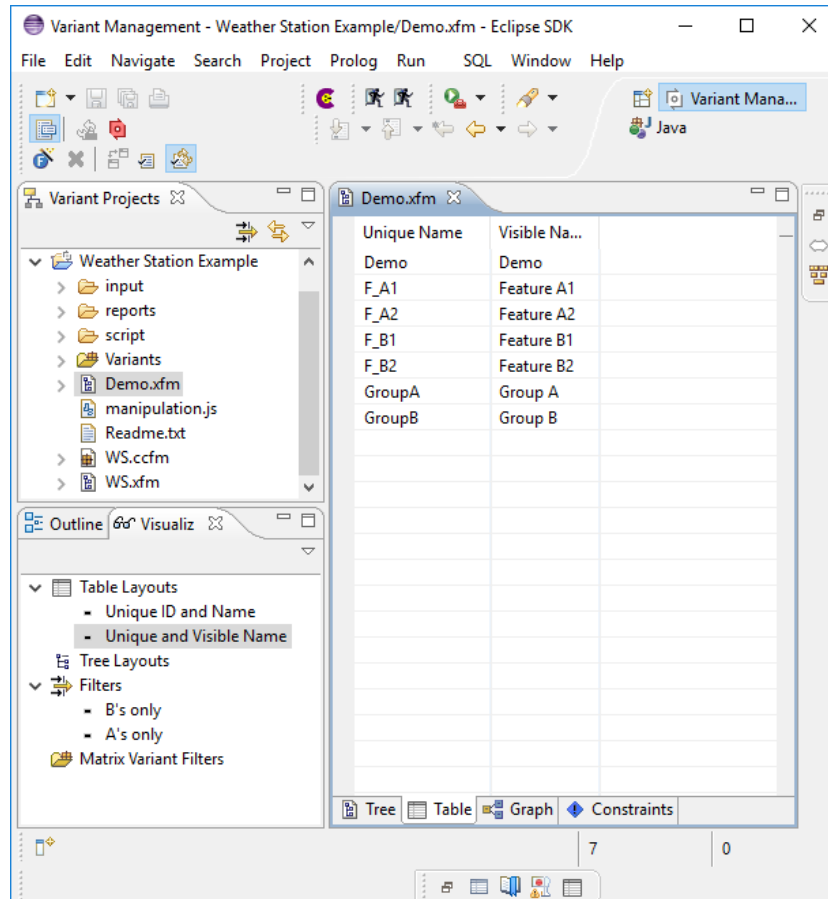 Variant Management - Weather Station Example/Demo.xfm - Eclipse SDK
File Edit Navigate Search Project Prolog Run SQL Window Help
Variant Mana...
Java
Variant Projects
Weather Station Example
input
reports
script
Variants
Demo.xfm
manipulation.js
Readme.txt
WS.ccfm
WS.xfm
Outline Visualiz
Table Layouts
Unique ID and Name
Unique and Visible Name
Tree Layouts
Filters
B's only
A's only
Matrix Variant Filters
Demo.xfm
Unique Name Visible Na...
Demo Demo
F_A1 Feature A1
F_A2 Feature A2
F_B1 Feature B1
F_B2 Feature B2
GroupA Group A
GroupB Group B
Tree Table Graph Constraints
7 0